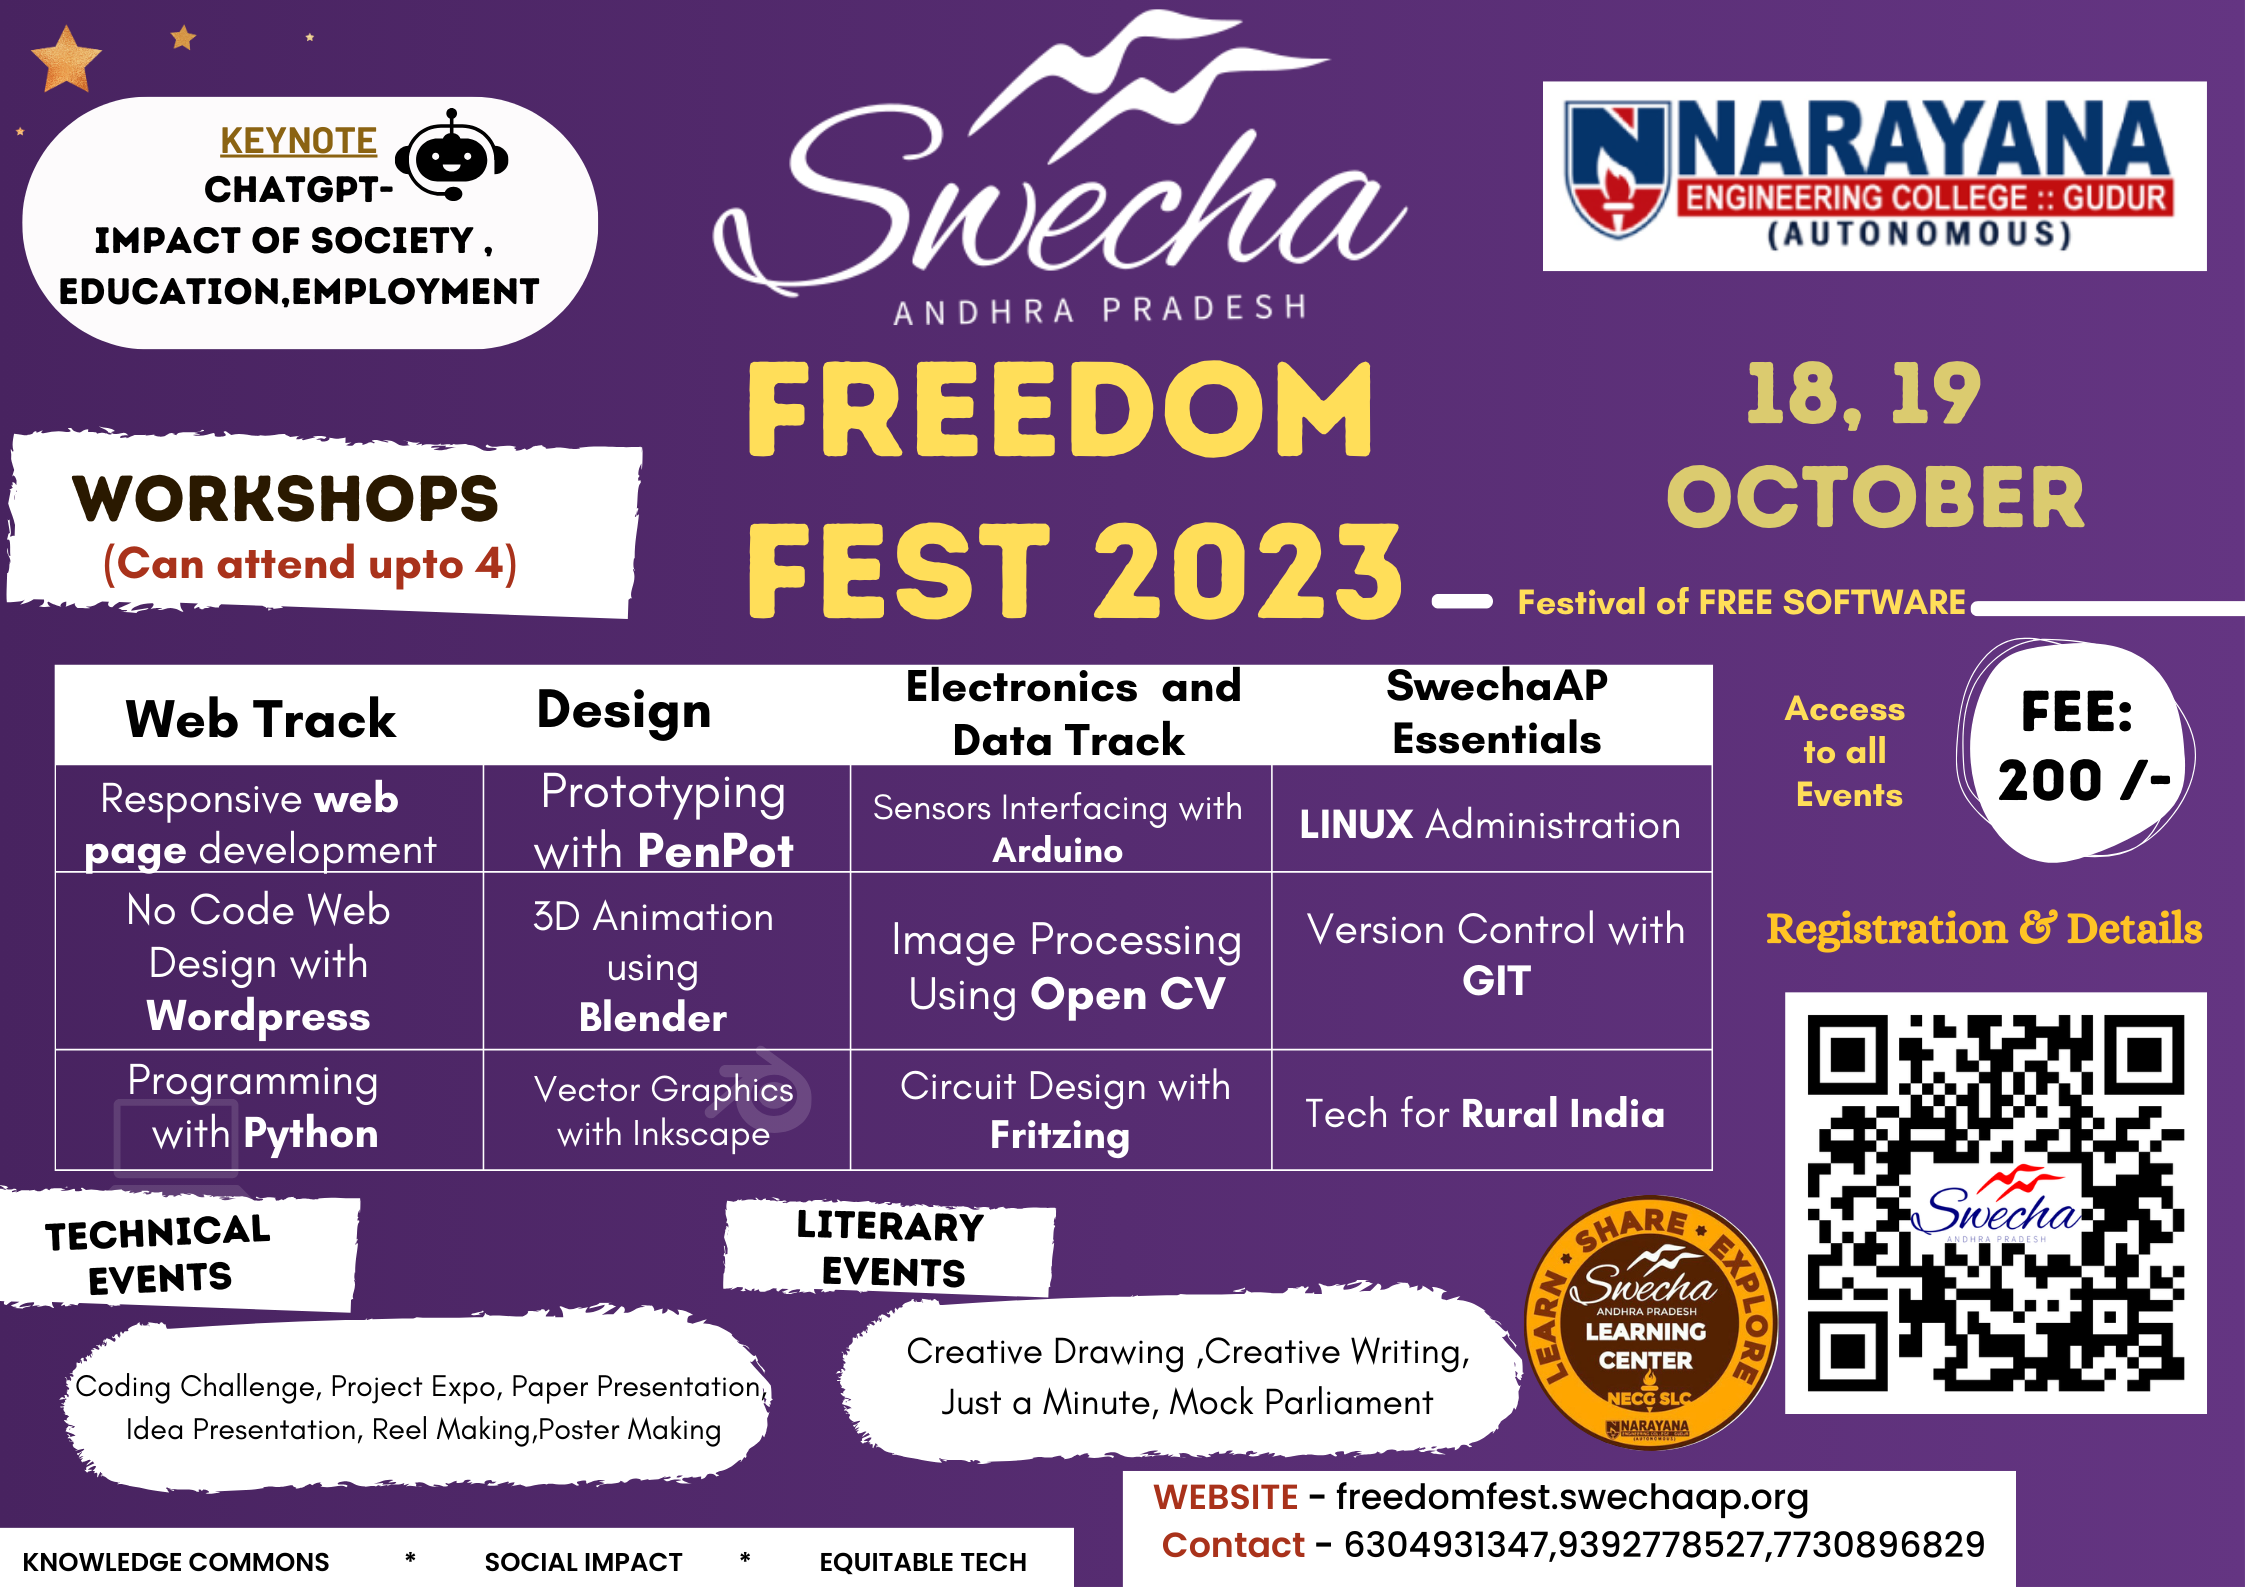 KEYNOTE
CHATGPT-
IMPACT OF SOCIETY ,
EDUCATION,EMPLOYMENT
Swecha
ANDHRA PRADESH
NARAYANA
ENGINEERING COLLEGE :: GUDUR
(AUTONOMOUS)
FREEDOM
FEST 2023
18, 19
OCTOBER
Festival of FREE SOFTWARE
WORKSHOPS
(Can attend upto 4)
Web Track
Responsive web
page development
No Code Web
Design with
Wordpress
Programming
with Python
Design
Prototyping
with PenPot
3D Animation
using
Blender
Vector Graphics
with Inkscape
Electronics and
Data Track
Sensors Interfacing with
Arduino
Image Processing
Using Open CV
Circuit Design with
Fritzing
SwechaAP
Essentials
LINUX Administration
Version Control with
GIT
Tech for Rural India
Access
to all
Events
FEE:
200 /-
Registration & Details
Swecha
ANDHRA PRADESH
TECHNICAL
EVENTS
Coding Challenge, Project Expo, Paper Presentation,
Idea Presentation, Reel Making,Poster Making
LITERARY
EVENTS
Creative Drawing ,Creative Writing,
Just a Minute, Mock Parliament
LEARN * SHARE * EXPLORE
Swecha
ANDHRA PRADESH
LEARNING
CENTER
NECG SLC
NARAYANA
ENGINEERING COLLEGE :: GUDUR
(AUTONOMOUS)
WEBSITE - freedomfest.swechaap.org
Contact - 6304931347,9392778527,7730896829
KNOWLEDGE COMMONS * SOCIAL IMPACT * EQUITABLE TECH